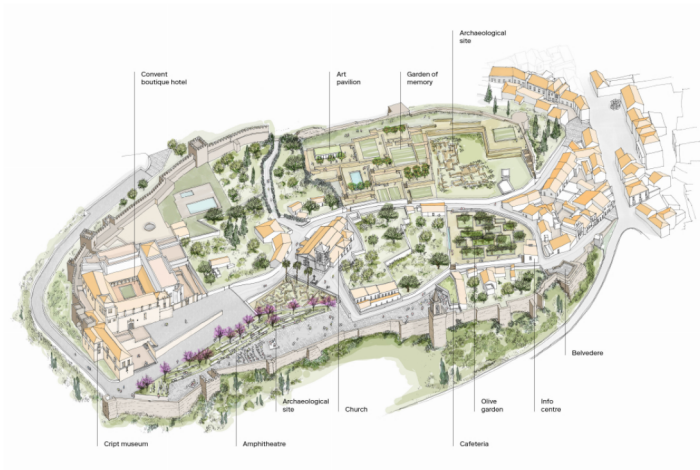 Archaeological
site
Convent
boutique hotel
Art
pavilion
Garden of
memory
Belvedere
Archaeological
site
Church
Olive
garden
Info
centre
Cript museum
Amphitheatre
Cafeteria